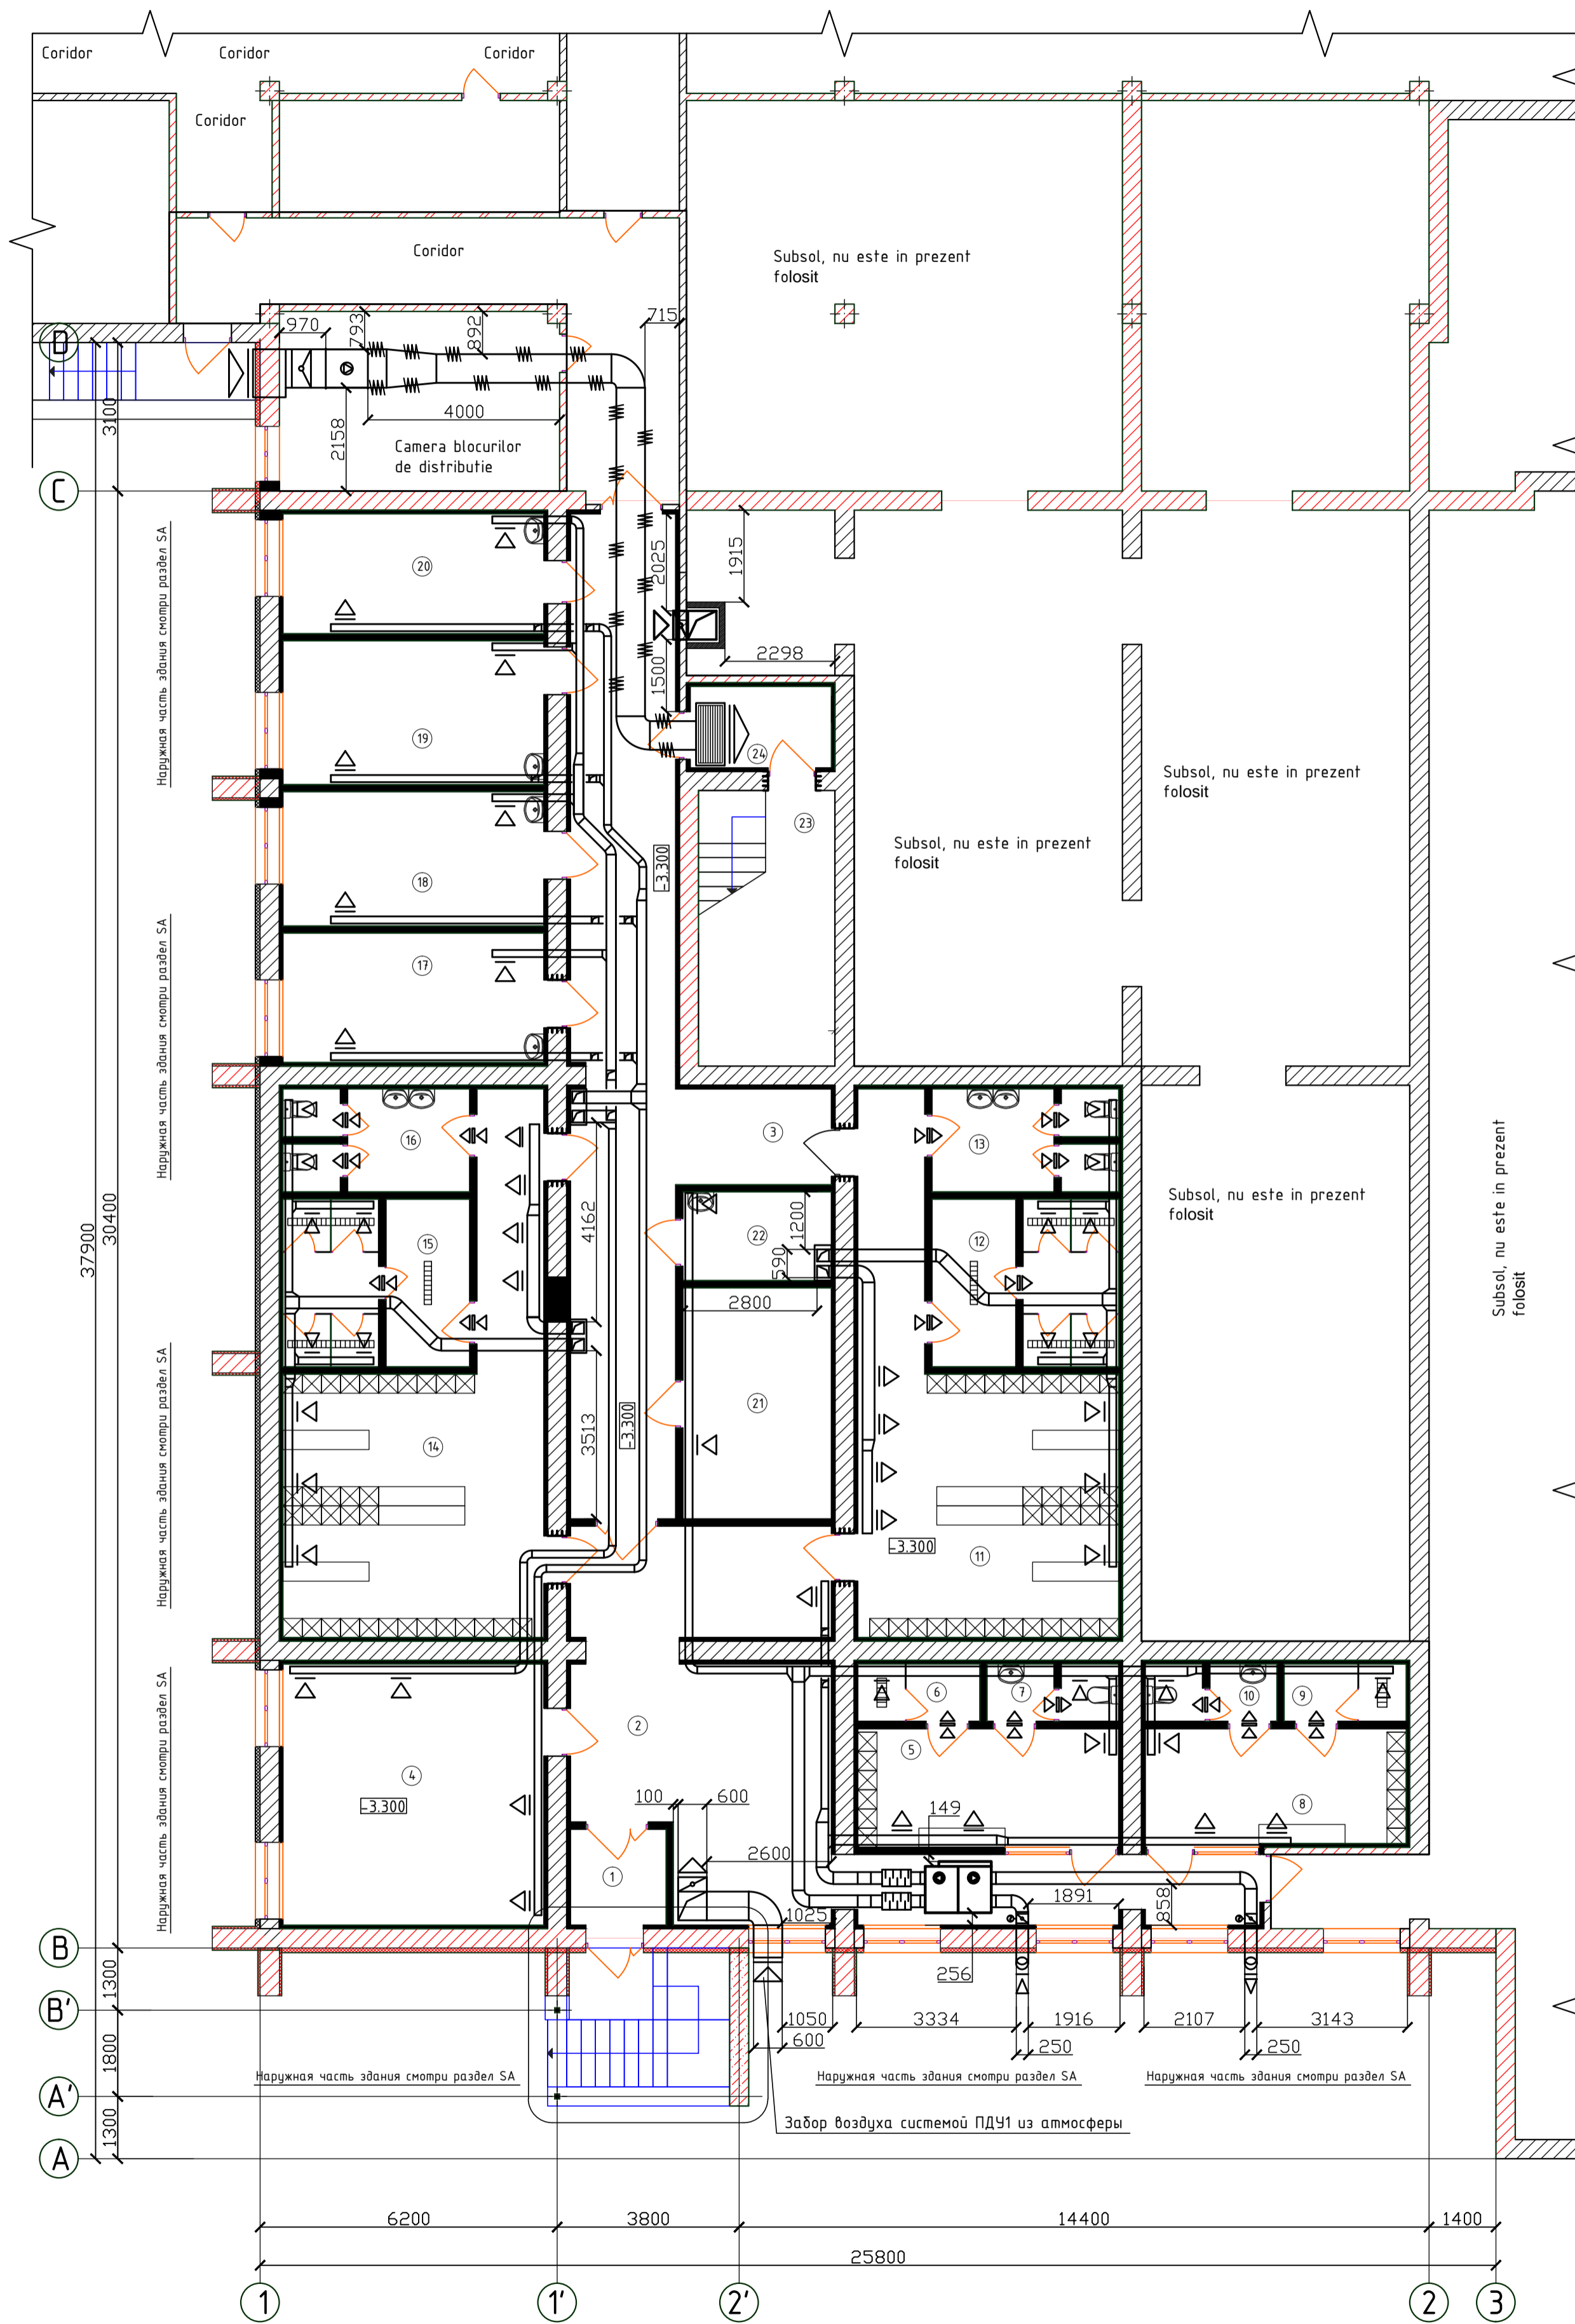 Coridor
Coridor
Coridor
Coridor
Coridor
Subsol, nu este in prezent
folosit
D
970
793
892
715
3100
2158
4000
Camera blocurilor
de distributie
C
Наружная часть здания смотри раздел SA
20
2025
1915
1500
2298
19
24
23
Subsol, nu este in prezent
folosit
Subsol, nu este in prezent
folosit
18
-3.300
Наружная часть здания смотри раздел SA
17
16
3
13
Subsol, nu este in prezent
folosit
Subsol, nu este in prezent
folosit
37900
30400
4162
22
1200
590
2800
15
12
Наружная часть здания смотри раздел SA
14
3513
-3.300
21
-3.300
11
Наружная часть здания смотри раздел SA
2
6
7
10
9
5
4
-3.300
100
600
149
8
1
2600
1025
1891
858
256
B
1300
B'
1050
3334
1916
2107
3143
600
250
250
1800
Наружная часть здания смотри раздел SA
Наружная часть здания смотри раздел SA
Наружная часть здания смотри раздел SA
A'
1300
Забор воздуха системой ПДУ1 из атмосферы
A
6200
3800
14400
1400
25800
1
1'
2'
2
3